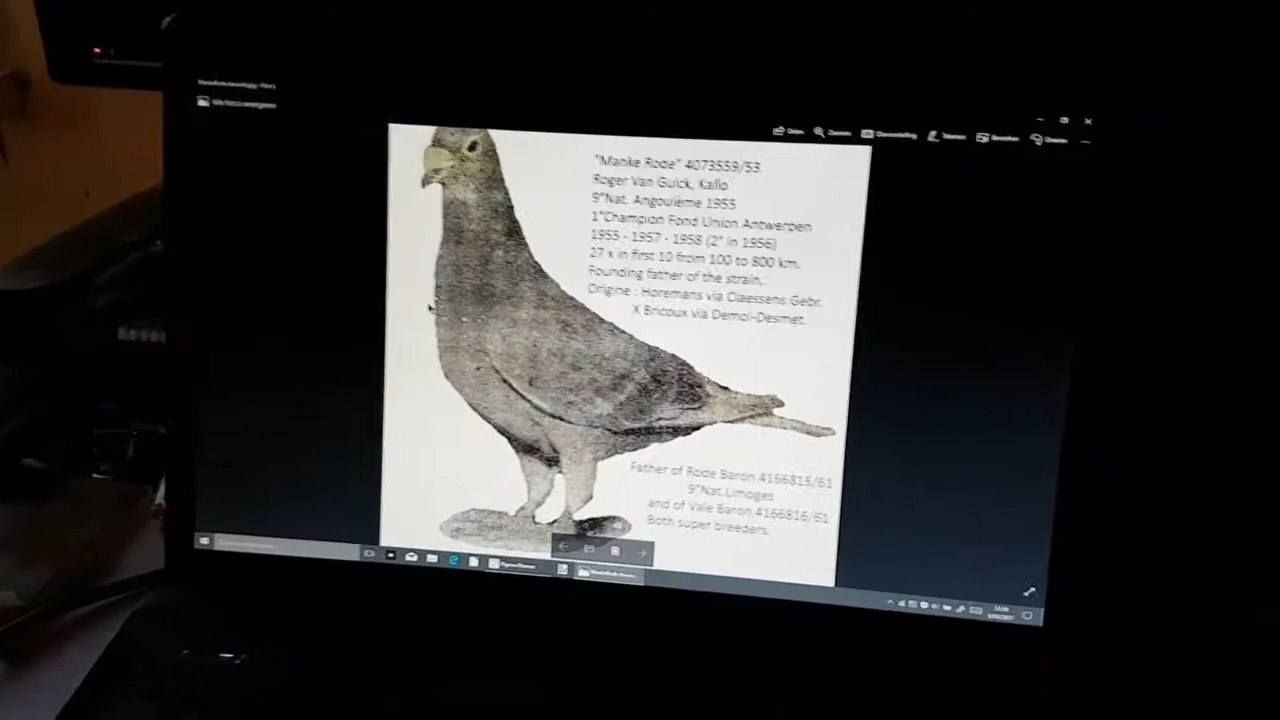 "Manke Rode" 4073559/53
Roger Van Gulck, Kallo
9°Nat. Angoulème 1955
1°Champion Fond Union Antwerpen
1955 - 1957 - 1958 (2° in 1956)
27 x in first 10 from 100 to 800 km.
Founding father of the strain.
Origine : Horemans via Claessens Gebr.
X Bricoux via Demol-Desmet.
Father of Rode Baron 4166815/61
9°Nat.Limoges
and of Vale Baron 4166816/61
Both super breeders.